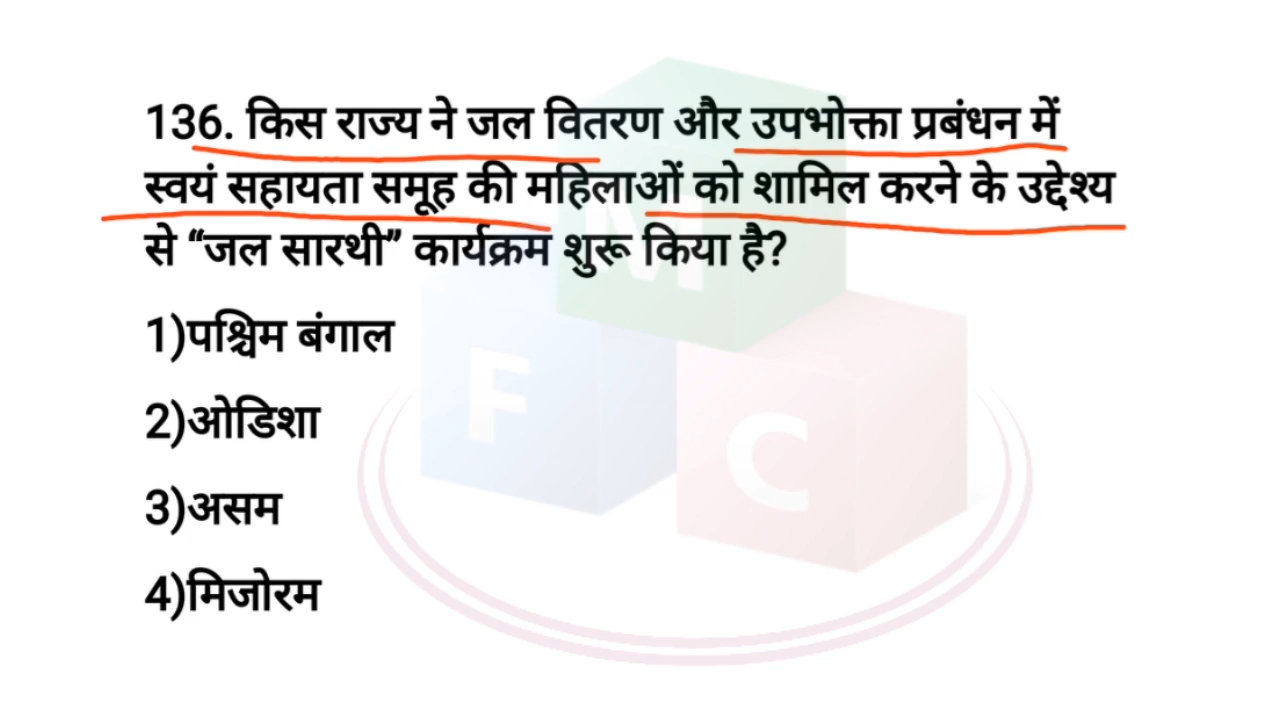 136. किस राज्य ने जल वितरण और उपभोक्ता प्रबंधन में
स्वयं सहायता समूह की महिलाओं को शामिल करने के उद्देश्य
से “जल सारथी” कार्यक्रम शुरू किया है?
1)पश्चिम बंगाल
2)ओडिशा
3)असम
4)मिजोरम
M
F
C